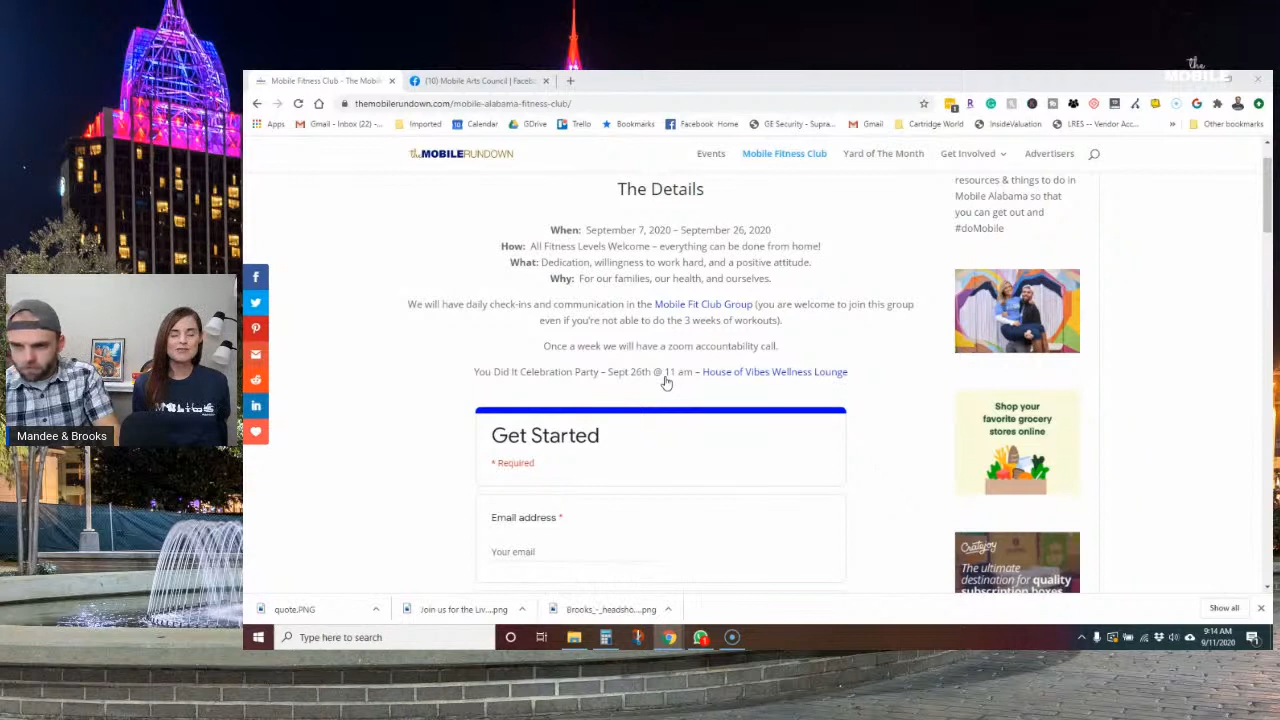 the
MOBILE
Mobile Fitness Club - The Mobil
(10) Mobile Arts Council | Faceb
themobilerundown.com/mobile-alabama-fitness-club/
Apps
Gmail - Inbox (22) -...
Imported
Calendar
GDrive
Trello
Bookmarks
Facebook Home
GE Security - Supra...
Gmail
Cartridge World
InsideValuation
LRES -- Vendor Acc...
»
Other bookmarks
theMOBILERUNDOWN
Events
Mobile Fitness Club
Yard of The Month
Get Involved
Advertisers
The Details
When: September 7, 2020 – September 26, 2020
How: All Fitness Levels Welcome – everything can be done from home!
What: Dedication, willingness to work hard, and a positive attitude.
Why: For our families, our health, and ourselves.
We will have daily check-ins and communication in the Mobile Fit Club Group (you are welcome to join this group
even if you're not able to do the 3 weeks of workouts).
Once a week we will have a zoom accountability call.
You Did It Celebration Party – Sept 26th @ 11 am – House of Vibes Wellness Lounge
Get Started
* Required
Email address *
Your email
resources & things to do in
Mobile Alabama so that
you can get out and
#doMobile
Shop your
favorite grocery
stores online
Cratejoy
The ultimate
destination for quality
subscription boxes
Mandee & Brooks
quote.PNG
Join us for the Liv....png
Brooks_-_headsho....png
Show all
Type here to search
9:14 AM
9/11/2020